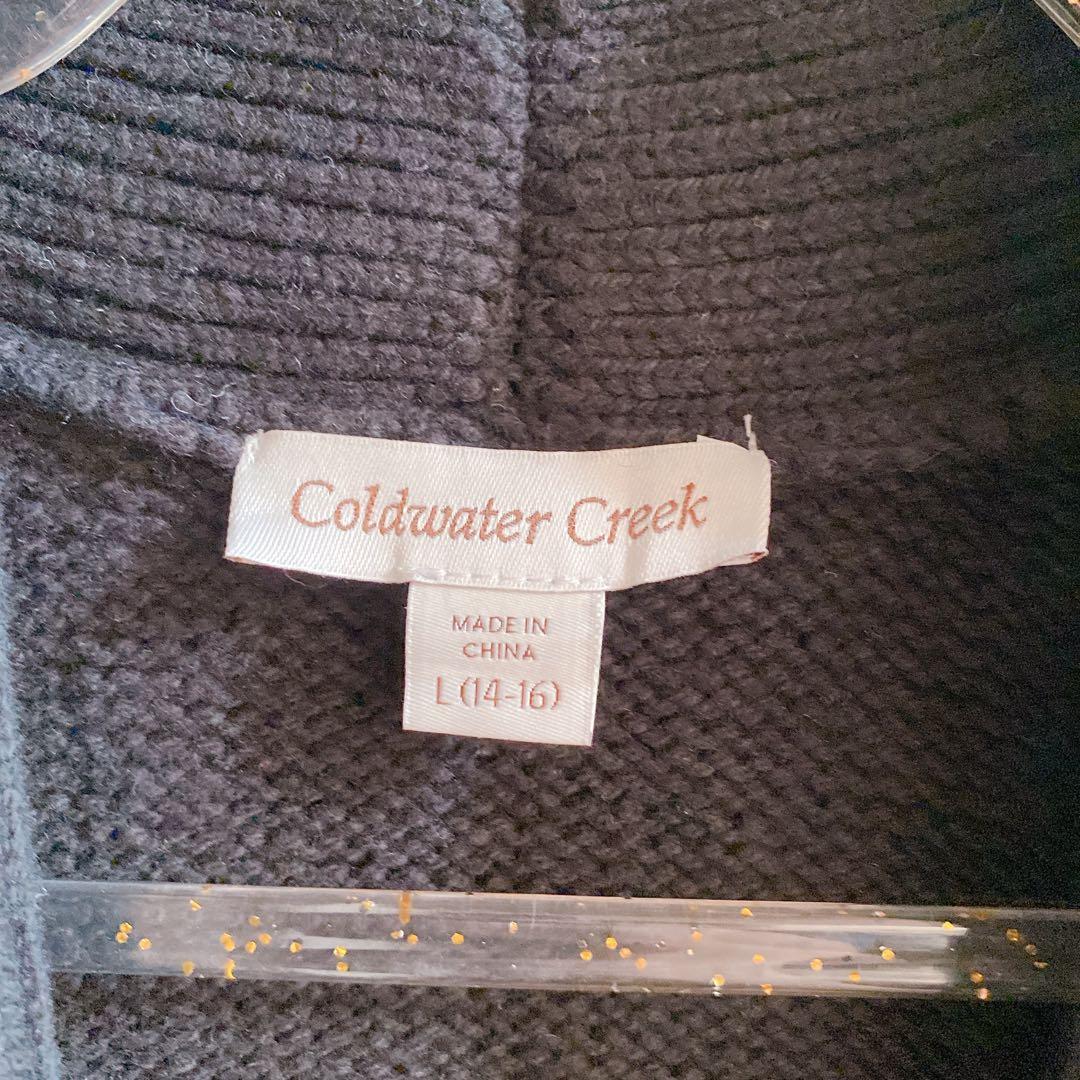 Coldwater Creek
MADE IN
CHINA
L (14-16)